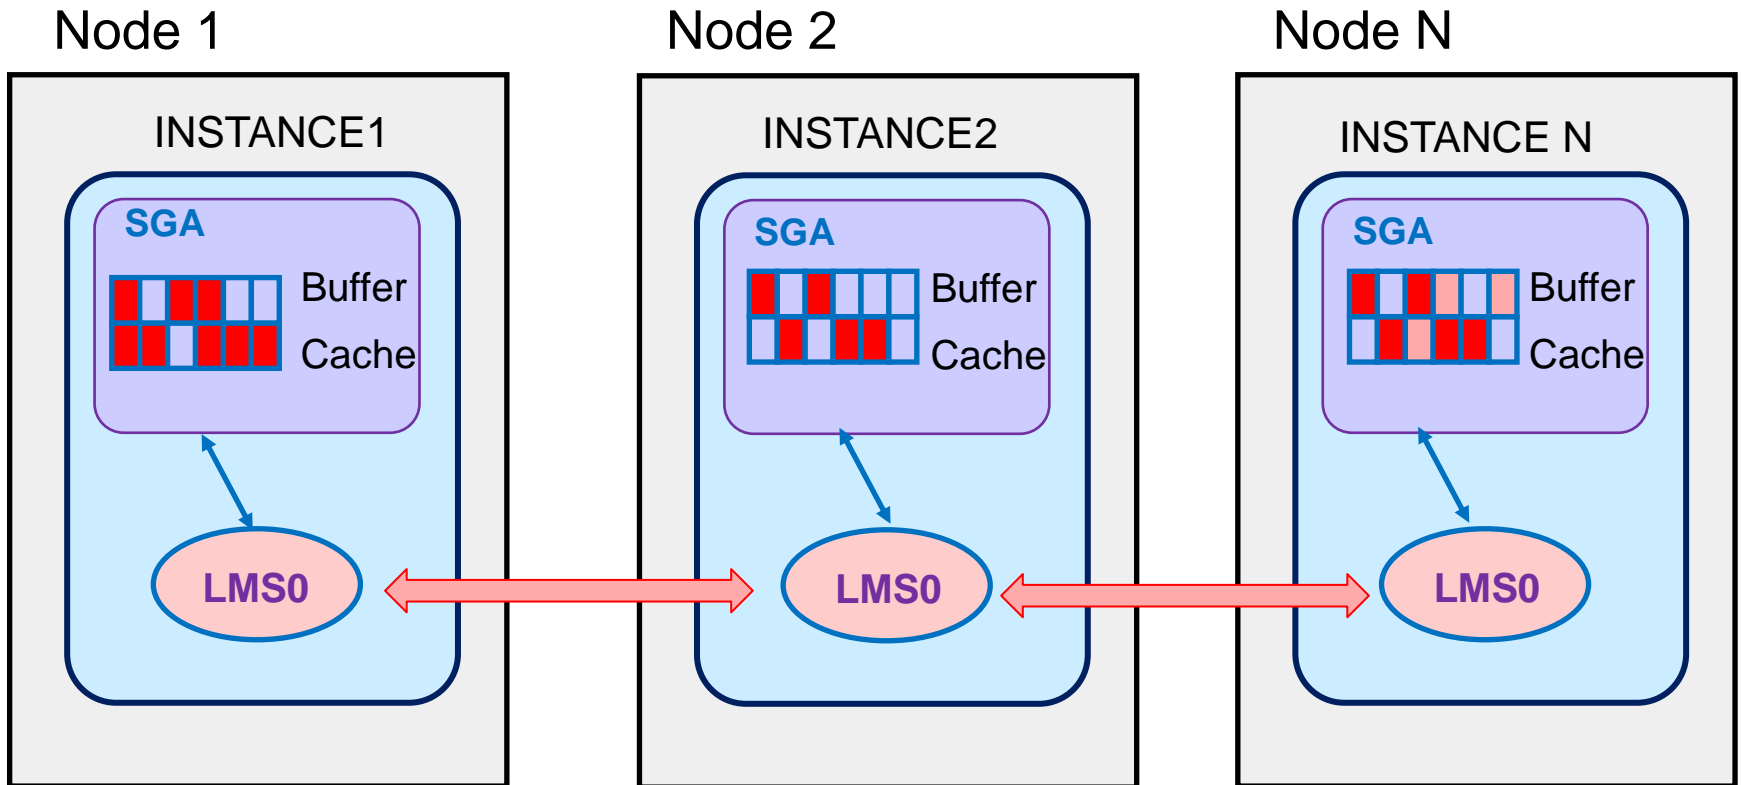 Node 1
Node 2
Node N
INSTANCE1
INSTANCE2
INSTANCE N
SGA
Buffer
Cache
SGA
Buffer
Cache
SGA
Buffer
Cache
LMS0
LMS0
LMS0